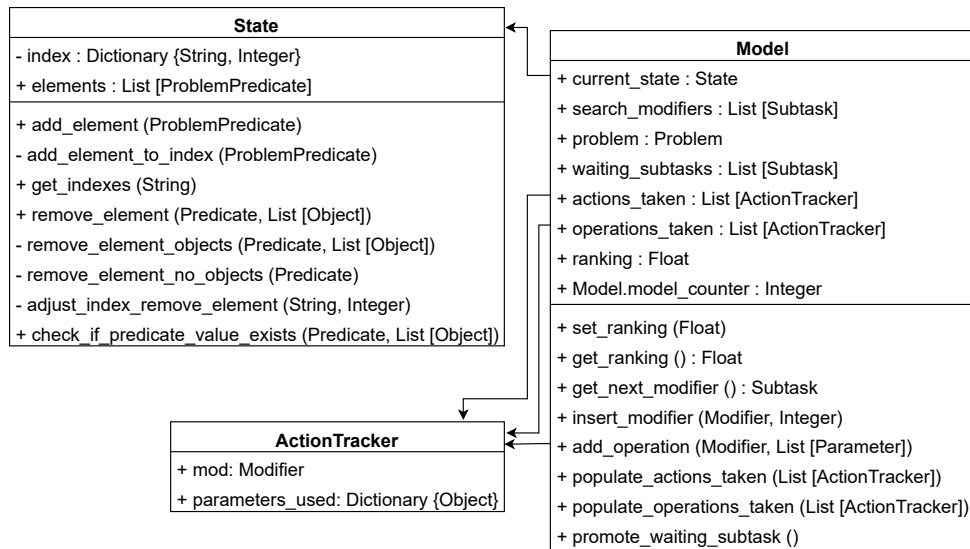 State
- index : Dictionary {String, Integer}
+ elements : List [ProblemPredicate]
+ add_element (ProblemPredicate)
- add_element_to_index (ProblemPredicate)
+ get_indexes (String)
+ remove_element (Predicate, List [Object])
- remove_element_objects (Predicate, List [Object])
- remove_element_no_objects (Predicate)
- adjust_index_remove_element (String, Integer)
+ check_if_predicate_value_exists (Predicate, List [Object])
Model
+ current_state : State
+ search_modifiers : List [Subtask]
+ problem : Problem
+ waiting_subtasks : List [Subtask]
+ actions_taken : List [ActionTracker]
+ operations_taken : List [ActionTracker]
+ ranking : Float
+ Model.model_counter : Integer
+ set_ranking (Float)
+ get_ranking () : Float
+ get_next_modifier () : Subtask
+ insert_modifier (Modifier, Integer)
+ add_operation (Modifier, List [Parameter])
+ populate_actions_taken (List [ActionTracker])
+ populate_operations_taken (List [ActionTracker])
+ promote_waiting_subtask ()
ActionTracker
+ mod: Modifier
+ parameters_used: Dictionary {Object}